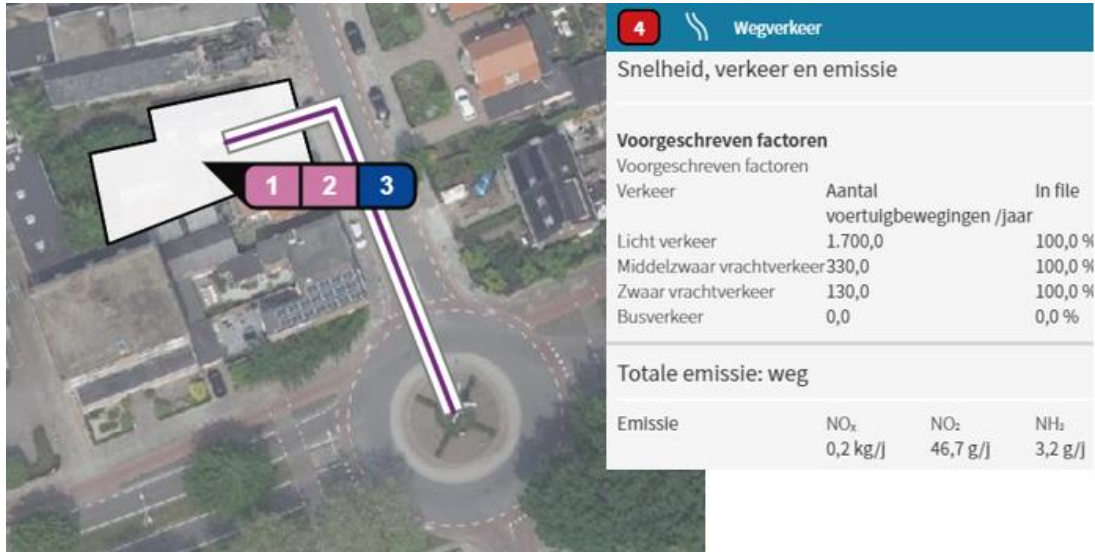 1 2 3
4 Wegverkeer
Snelheid, verkeer en emissie
Voorgeschreven factoren
Voorgeschreven factoren
Verkeer Aantal In file
voertuigbewegingen /jaar
Licht verkeer 1.700,0 100,0 %
Middelzwaar vrachtverkeer 330,0 100,0 %
Zwaar vrachtverkeer 130,0 100,0 %
Busverkeer 0,0 0,0 %
Totale emissie: weg
Emissie NOₓ NO₂ NH₃
0,2 kg/j 46,7 g/j 3,2 g/j